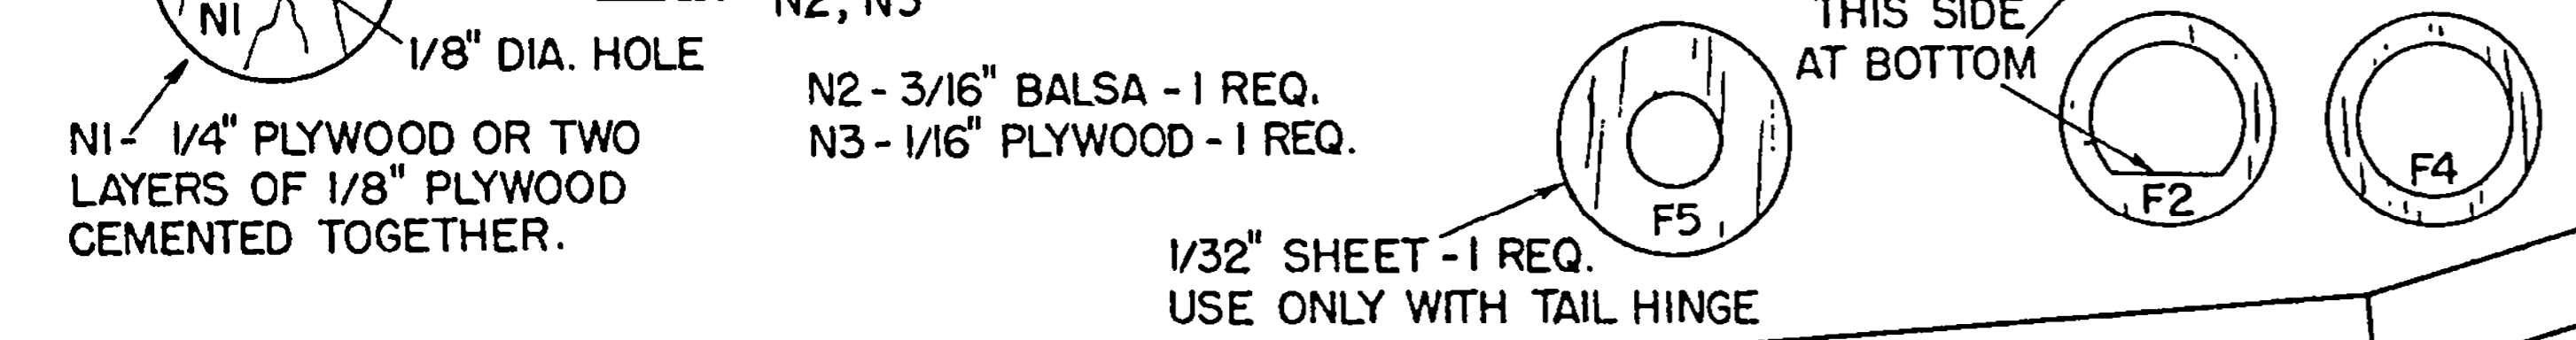 N1
1/8" DIA. HOLE
N1- 1/4" PLYWOOD OR TWO
LAYERS OF 1/8" PLYWOOD
CEMENTED TOGETHER.
N2, N3
N2 - 3/16" BALSA - 1 REQ.
N3 - 1/16" PLYWOOD - 1 REQ.
F5
1/32" SHEET - 1 REQ.
USE ONLY WITH TAIL HINGE
THIS SIDE
AT BOTTOM
F2
F4